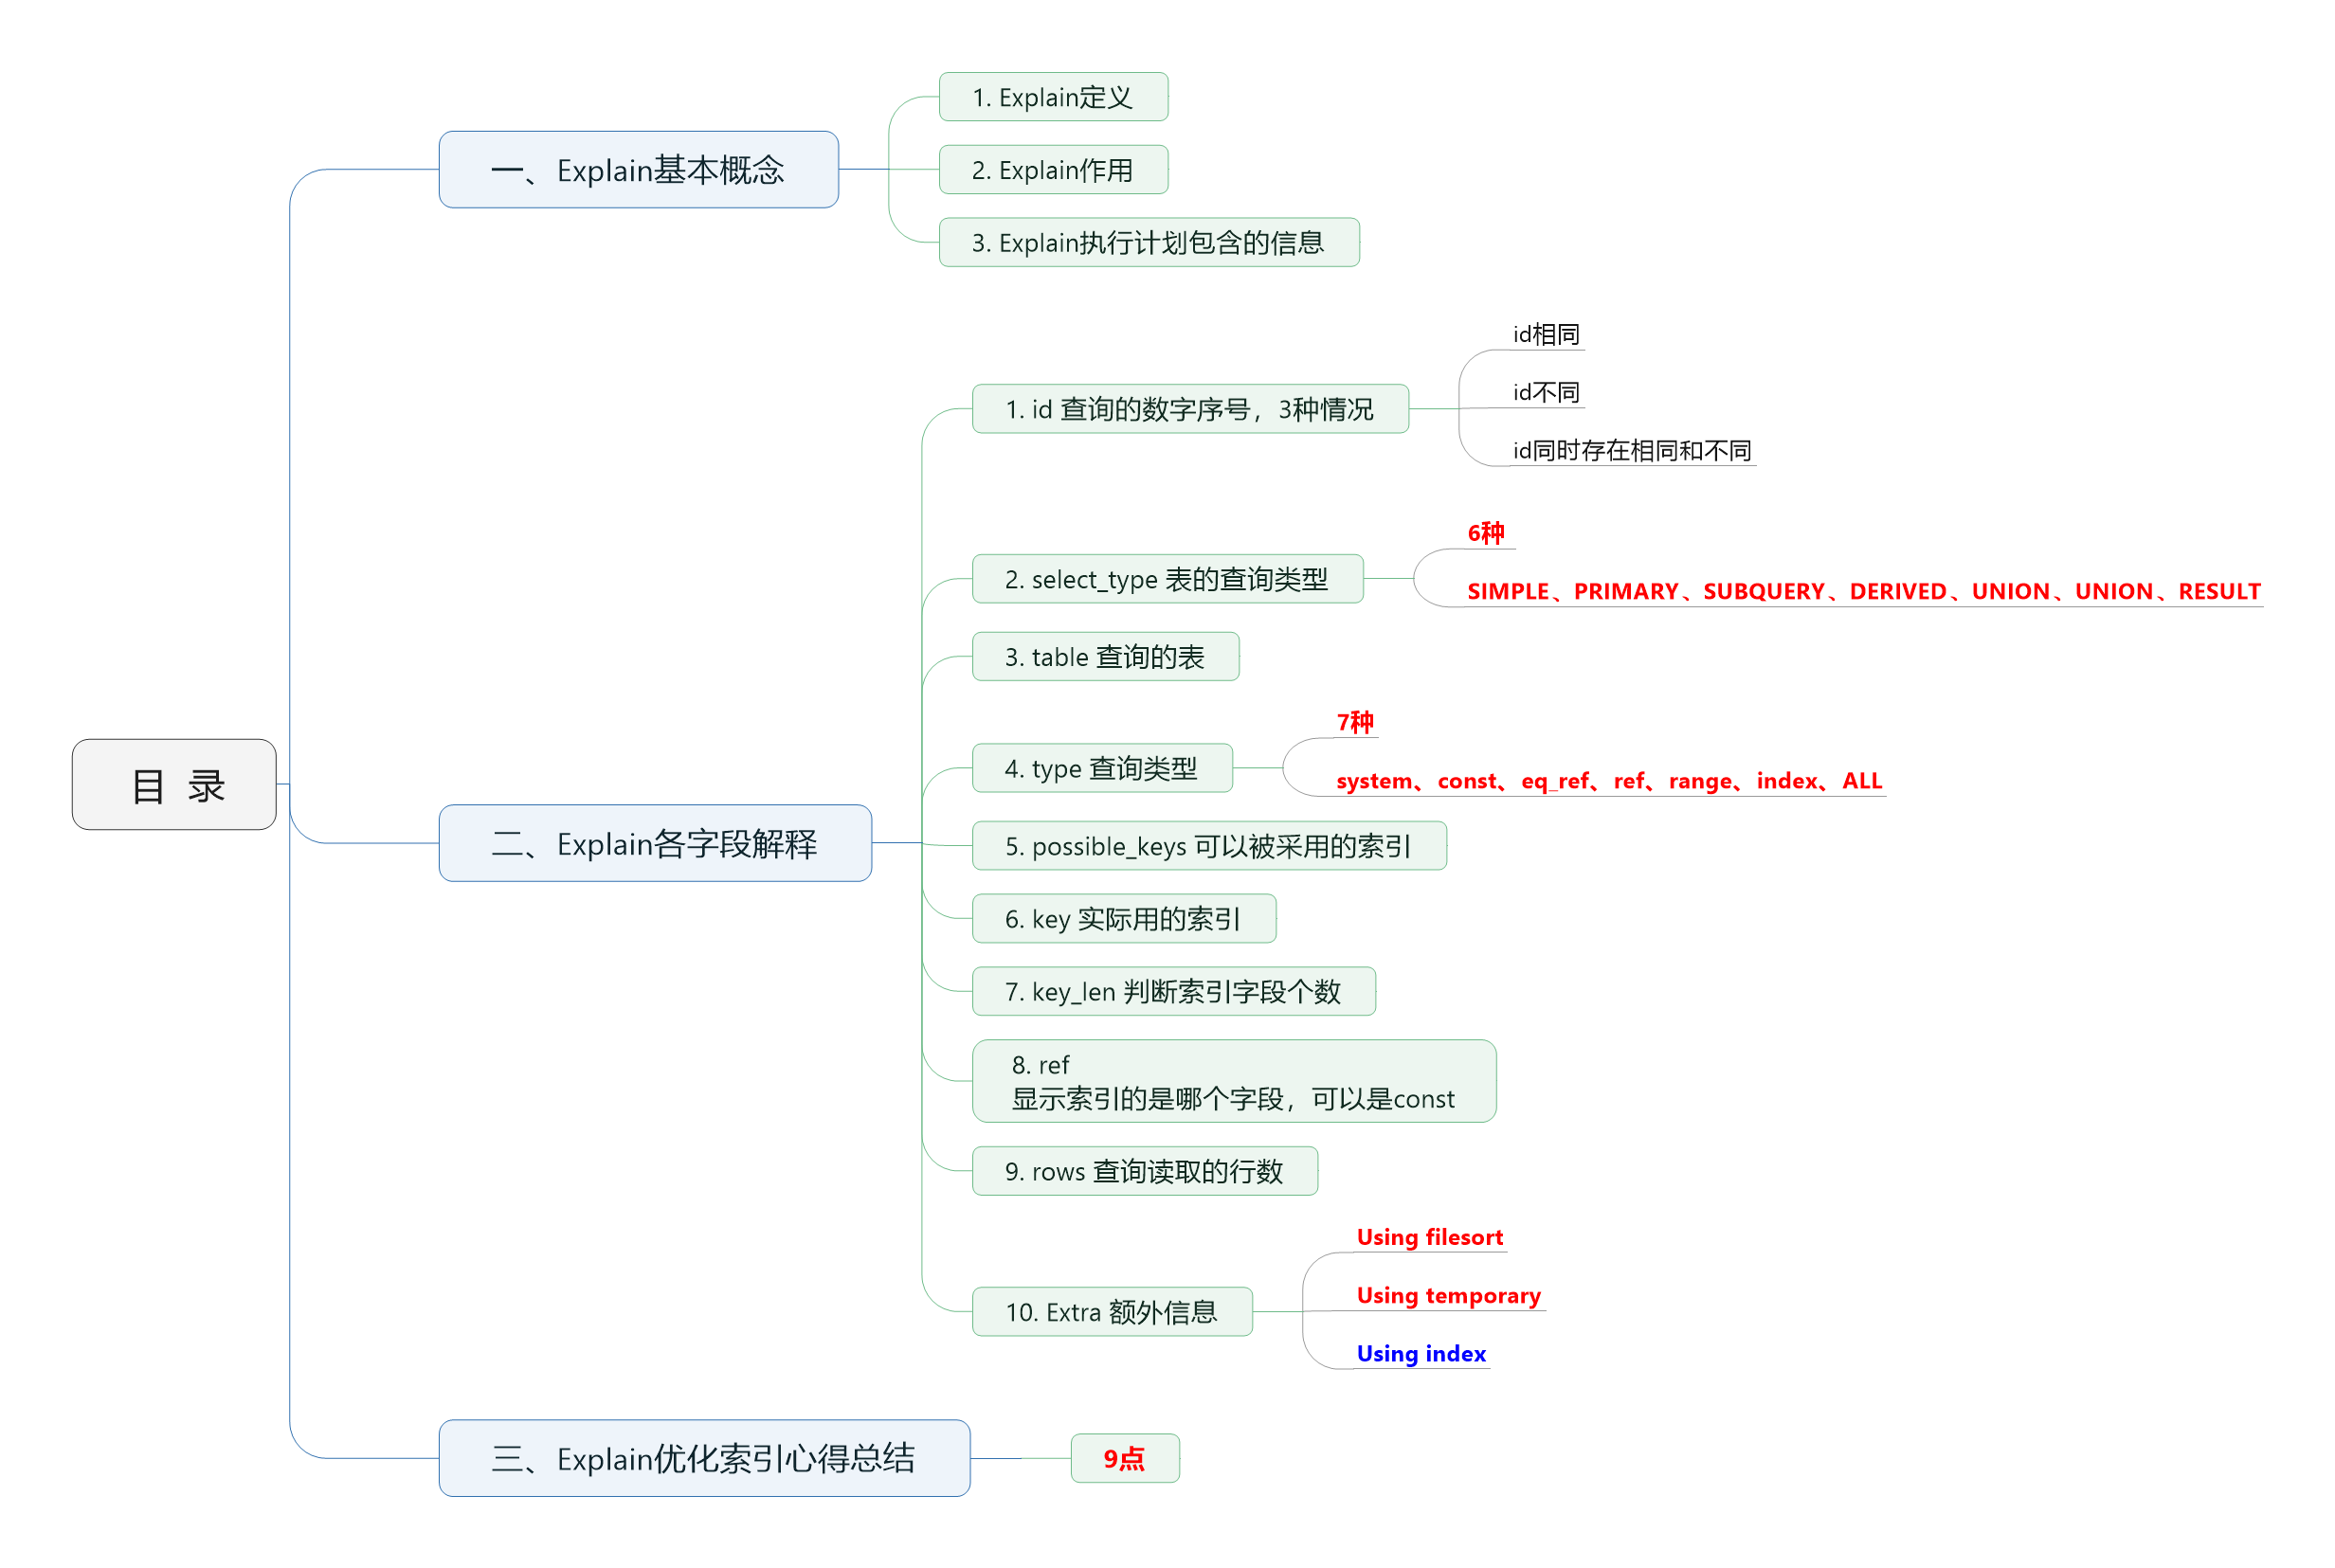 目 录
一、Explain基本概念
1. Explain定义
2. Explain作用
3. Explain执行计划包含的信息
二、Explain各字段解释
1. id 查询的数字序号，3种情况
id相同
id不同
id同时存在相同和不同
2. select_type 表的查询类型
6种
SIMPLE、PRIMARY、SUBQUERY、DERIVED、UNION、UNION、RESULT
3. table 查询的表
4. type 查询类型
7种
system、const、eq_ref、ref、range、index、ALL
5. possible_keys 可以被采用的索引
6. key 实际用的索引
7. key_len 判断索引字段个数
8. ref
显示索引的是哪个字段，可以是const
9. rows 查询读取的行数
10. Extra 额外信息
Using filesort
Using temporary
Using index
三、Explain优化索引心得总结
9点